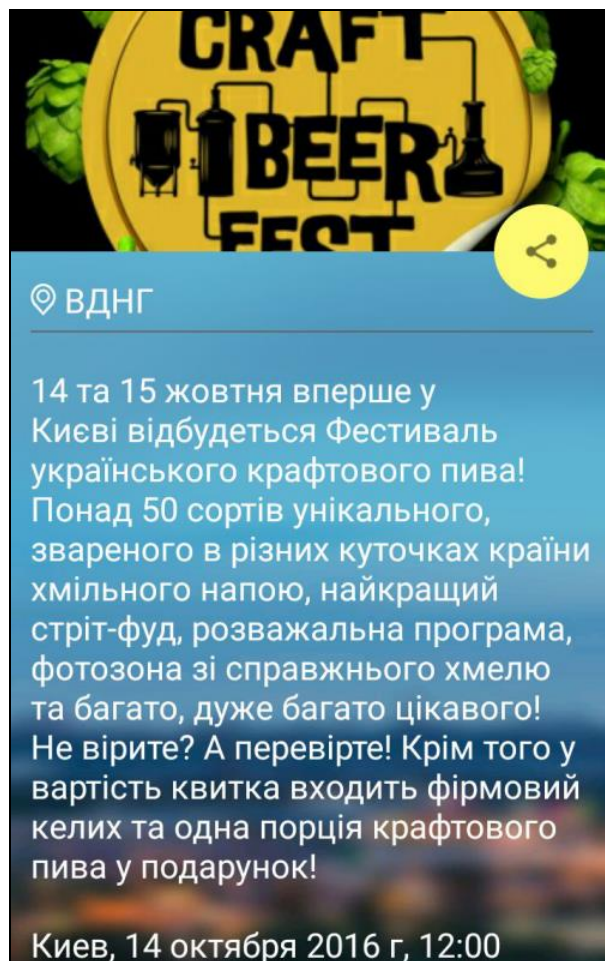 CRAFT
BEER
FEST
ВДНГ
14 та 15 жовтня вперше у
Києві відбудеться Фестиваль
українського крафтового пива!
Понад 50 сортів унікального,
звареного в різних куточках країни
хмільного напою, найкращий
стріт-фуд, розважальна програма,
фотозона зі справжнього хмелю
та багато, дуже багато цікавого!
Не вірите? А перевірте! Крім того у
вартість квитка входить фірмовий
келих та одна порція крафтового
пива у подарунок!
Киев, 14 октября 2016 г, 12:00